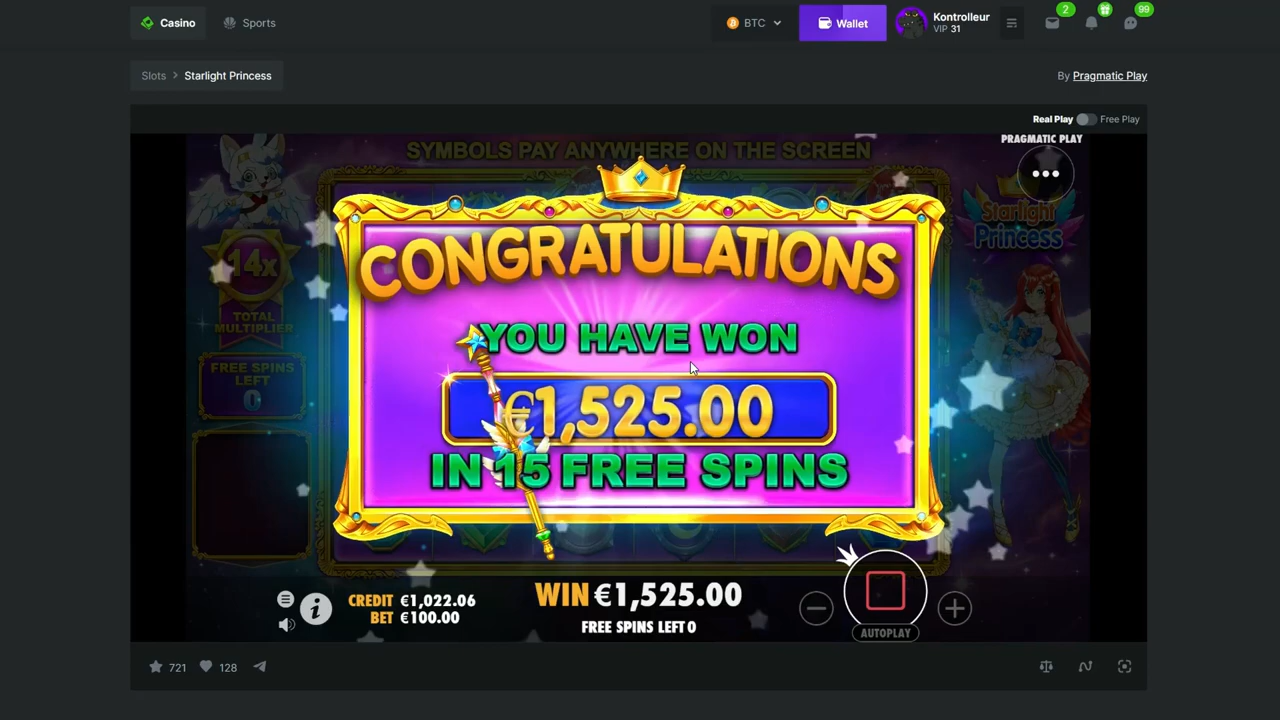 Casino
Sports
BTC
Wallet
Kontrolleur
VIP 31
2
99
Slots > Starlight Princess
By Pragmatic Play
Real Play
Free Play
PRAGMATIC PLAY
SYMBOLS PAY ANYWHERE ON THE SCREEN
Starlight
Princess
14x
TOTAL
MULTIPLIER
FREE SPINS
LEFT
0
CONGRATULATIONS
YOU HAVE WON
€1,525.00
IN 15 FREE SPINS
CREDIT €1,022.06
BET €100.00
WIN €1,525.00
FREE SPINS LEFT 0
AUTOPLAY
721
128